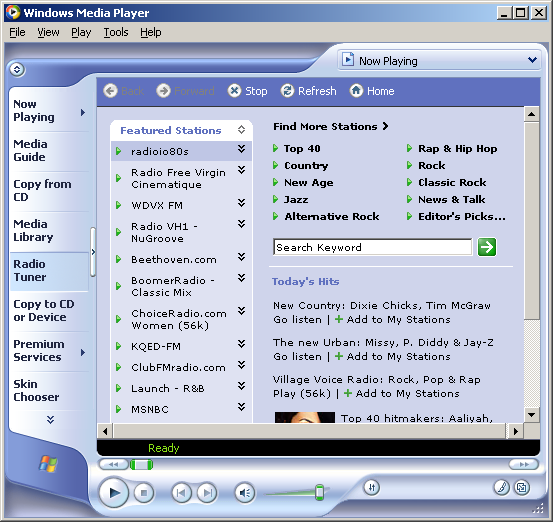 Windows Media Player
File View Play Tools Help
Now Playing
Back Forward Stop Refresh Home
Now
Playing
Media
Guide
Copy from
CD
Media
Library
Radio
Tuner
Copy to CD
or Device
Premium
Services
Skin
Chooser
Featured Stations
radioio80s
Radio Free Virgin
Cinematique
WDVX FM
Radio VH1 -
NuGroove
Beethoven.com
BoomerRadio -
Classic Mix
ChoiceRadio.com
Women (56k)
KQED-FM
ClubFMradio.com
Launch - R&B
MSNBC
Find More Stations
Top 40
Country
New Age
Jazz
Alternative Rock
Rap & Hip Hop
Rock
Classic Rock
News & Talk
Editor's Picks...
Search Keyword
Today's Hits
New Country: Dixie Chicks, Tim McGraw
Go listen | + Add to My Stations
The new Urban: Missy, P. Diddy & Jay-Z
Go listen | + Add to My Stations
Village Voice Radio: Rock, Pop & Rap
Play (56k) | + Add to My Stations
Top 40 hitmakers: Aaliyah,
Ready